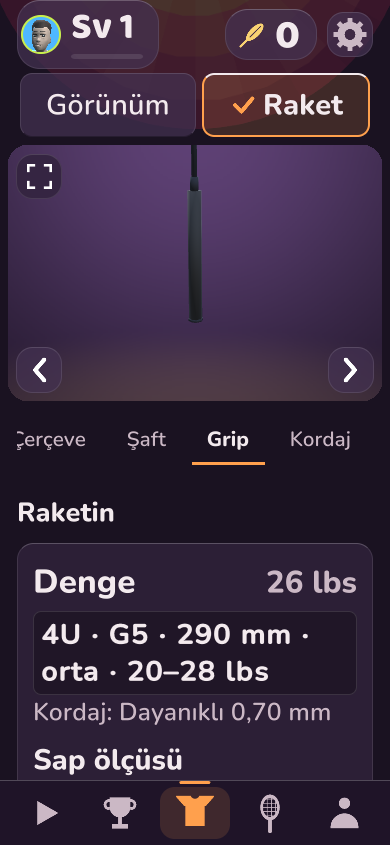 Sv 1
0
Görünüm
Raket
Çerçeve
Şaft
Grip
Kordaj
Raketin
Denge
26 lbs
4U · G5 · 290 mm ·
orta · 20–28 lbs
Kordaj: Dayanıklı 0,70 mm
Sap ölçüsü